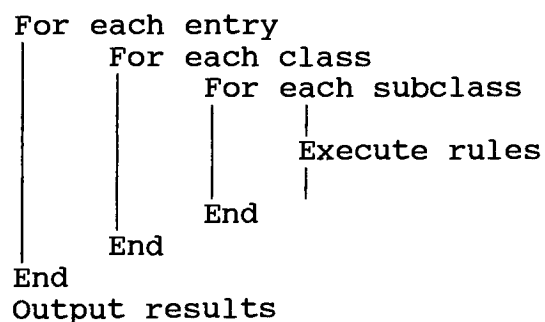 For each entry
For each class
For each subclass
Execute rules
End
End
End
Output results